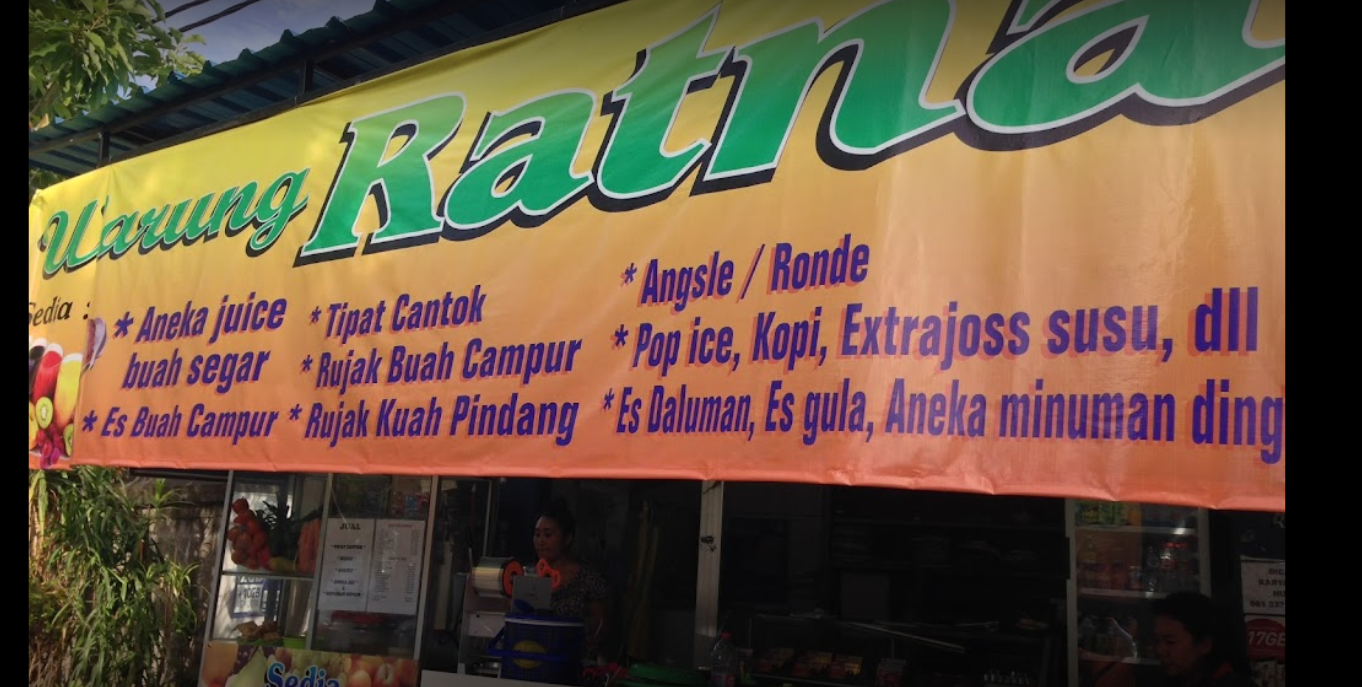 Warung Ratna
Sedia :
* Aneka juice
buah segar
* Es Buah Campur
* Tipat Cantok
* Rujak Buah Campur
* Rujak Kuah Pindang
* Angsle / Ronde
* Pop ice, Kopi, Extrajoss susu, dll
* Es Daluman, Es gula, Aneka minuman ding
JUAL
Sedia
17GB